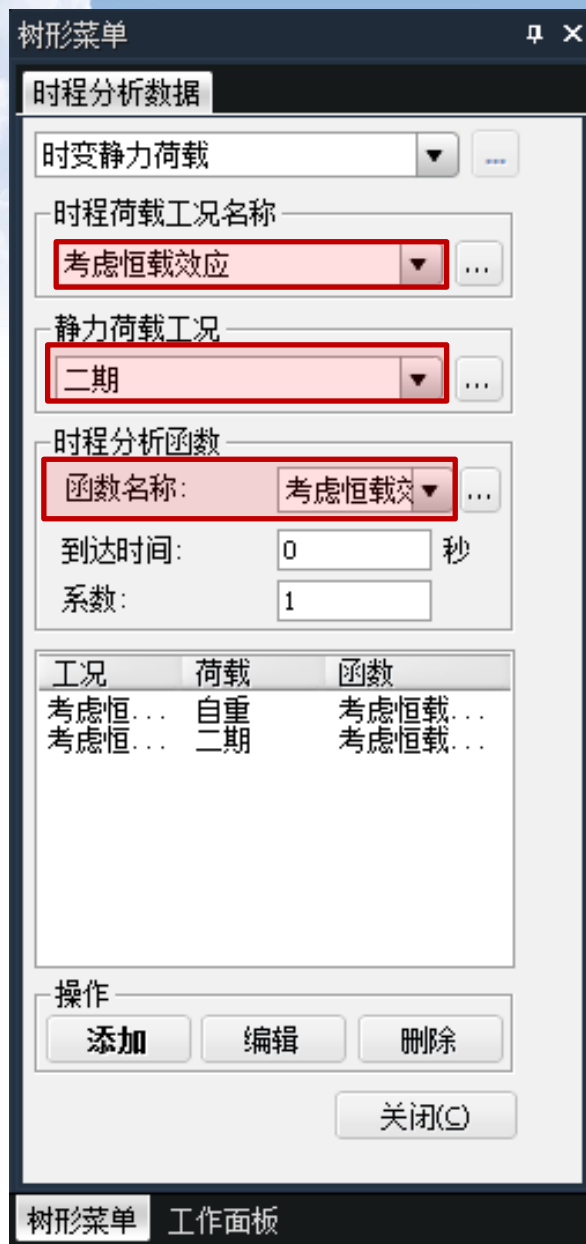 树形菜单
时程分析数据
时变静力荷载
...
时程荷载工况名称
考虑恒载效应
...
静力荷载工况
二期
...
时程分析函数
函数名称: 考虑恒载效 ...
到达时间: 0 秒
系数: 1
工况 荷载 函数
考虑恒... 自重 考虑恒载...
考虑恒... 二期 考虑恒载...
操作
添加 编辑 删除
关闭(C)
树形菜单 工作面板